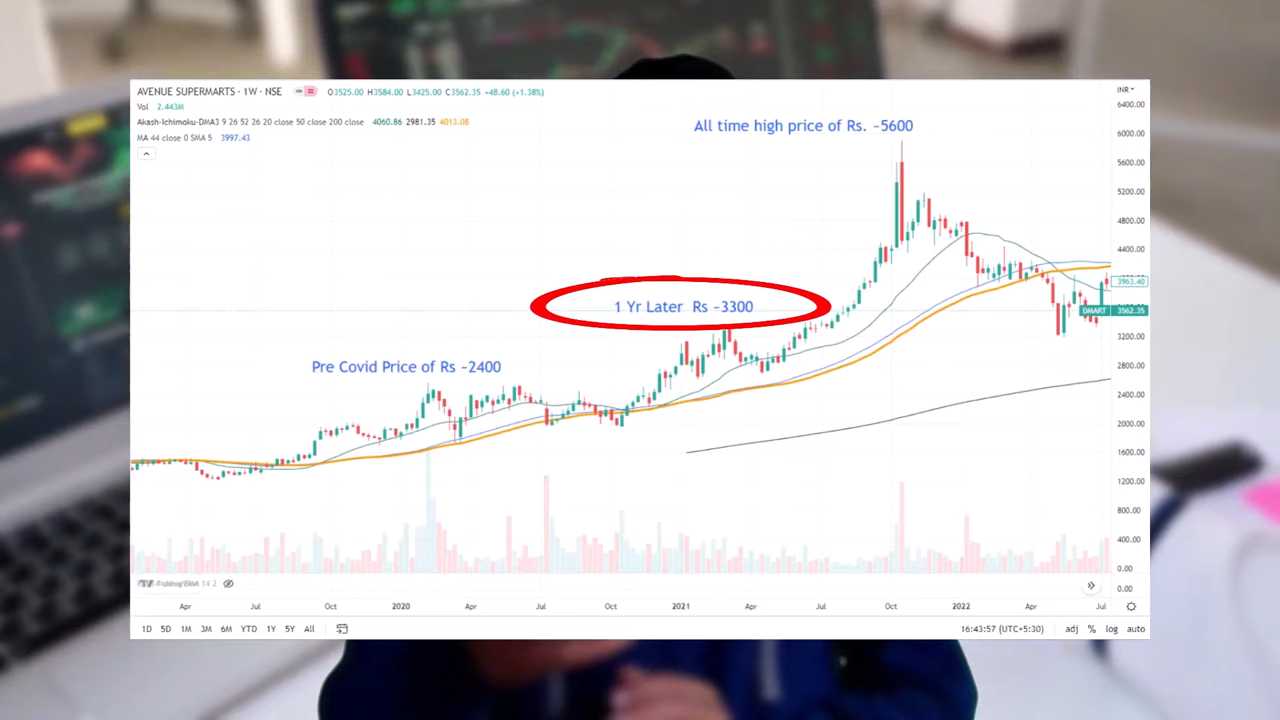 AVENUE SUPERMARTS · 1W · NSE O3525.00 H3584.00 L3425.00 C3562.35 +48.60 (+1.38%)
INR
Vol 2.443M
Akash-Ichimoku-DMA3 9 26 52 26 20 close 50 close 200 close 4060.86 2981.35 4013.08
MA 44 close 0 SMA 5 3997.43
All time high price of Rs. ~5600
1 Yr Later Rs ~3300
Pre Covid Price of Rs ~2400
6400.00
6000.00
5600.00
5200.00
4800.00
4400.00
3963.40
DMART 3562.35
3200.00
2800.00
2400.00
2000.00
1600.00
1200.00
800.00
400.00
0.00
0.00
Apr Jul Oct 2020 Apr Jul Oct 2021 Apr Jul Oct 2022 Apr Jul
1D 5D 1M 3M 6M YTD 1Y 5Y All 16:43:57 (UTC+5:30) adj % log auto